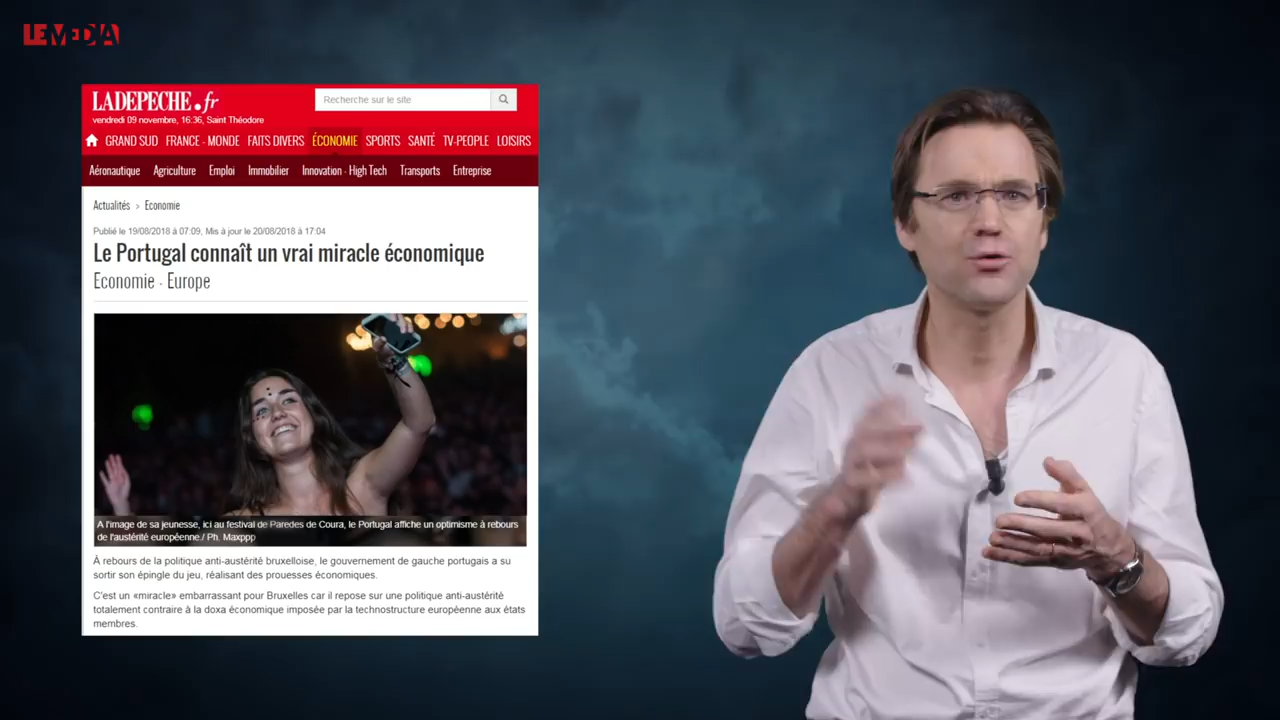 LEMEDIA
LADEPECHE.fr
Recherche sur le site
vendredi 09 novembre, 16:36, Saint Théodore
GRAND SUD FRANCE - MONDE FAITS DIVERS ÉCONOMIE SPORTS SANTÉ TV-PEOPLE LOISIRS
Aéronautique Agriculture Emploi Immobilier Innovation - High Tech Transports Entreprise
Actualités > Economie
Publié le 19/08/2018 à 07:09, Mis à jour le 20/08/2018 à 17:04
Le Portugal connaît un vrai miracle économique
Economie - Europe
A l'image de sa jeunesse, ici au festival de Paredes de Coura, le Portugal affiche un optimisme à rebours
de l'austérité européenne./ Ph. Maxppp
À rebours de la politique anti-austérité bruxelloise, le gouvernement de gauche portugais a su
sortir son épingle du jeu, réalisant des prouesses économiques.
C'est un «miracle» embarrassant pour Bruxelles car il repose sur une politique anti-austérité
totalement contraire à la doxa économique imposée par la technostructure européenne aux états
membres.